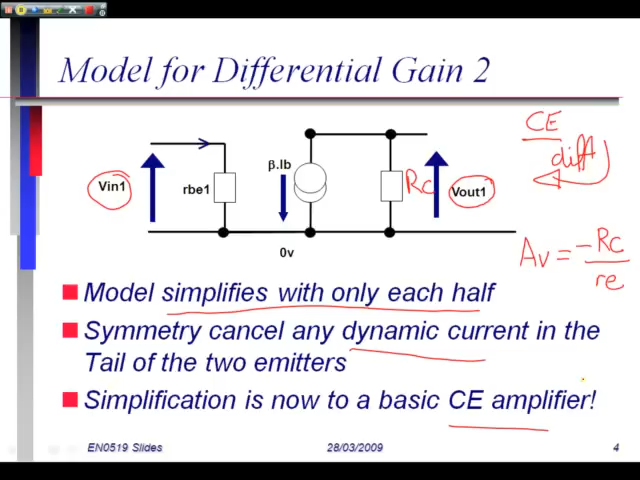 Model for Differential Gain 2
CE
diff
β.Ib
Vin1
rbe1
Rc
Vout1
0v
Av = -Rc
re
Model simplifies with only each half
Symmetry cancel any dynamic current in the
Tail of the two emitters
Simplification is now to a basic CE amplifier!
EN0519 Slides
28/03/2009
4